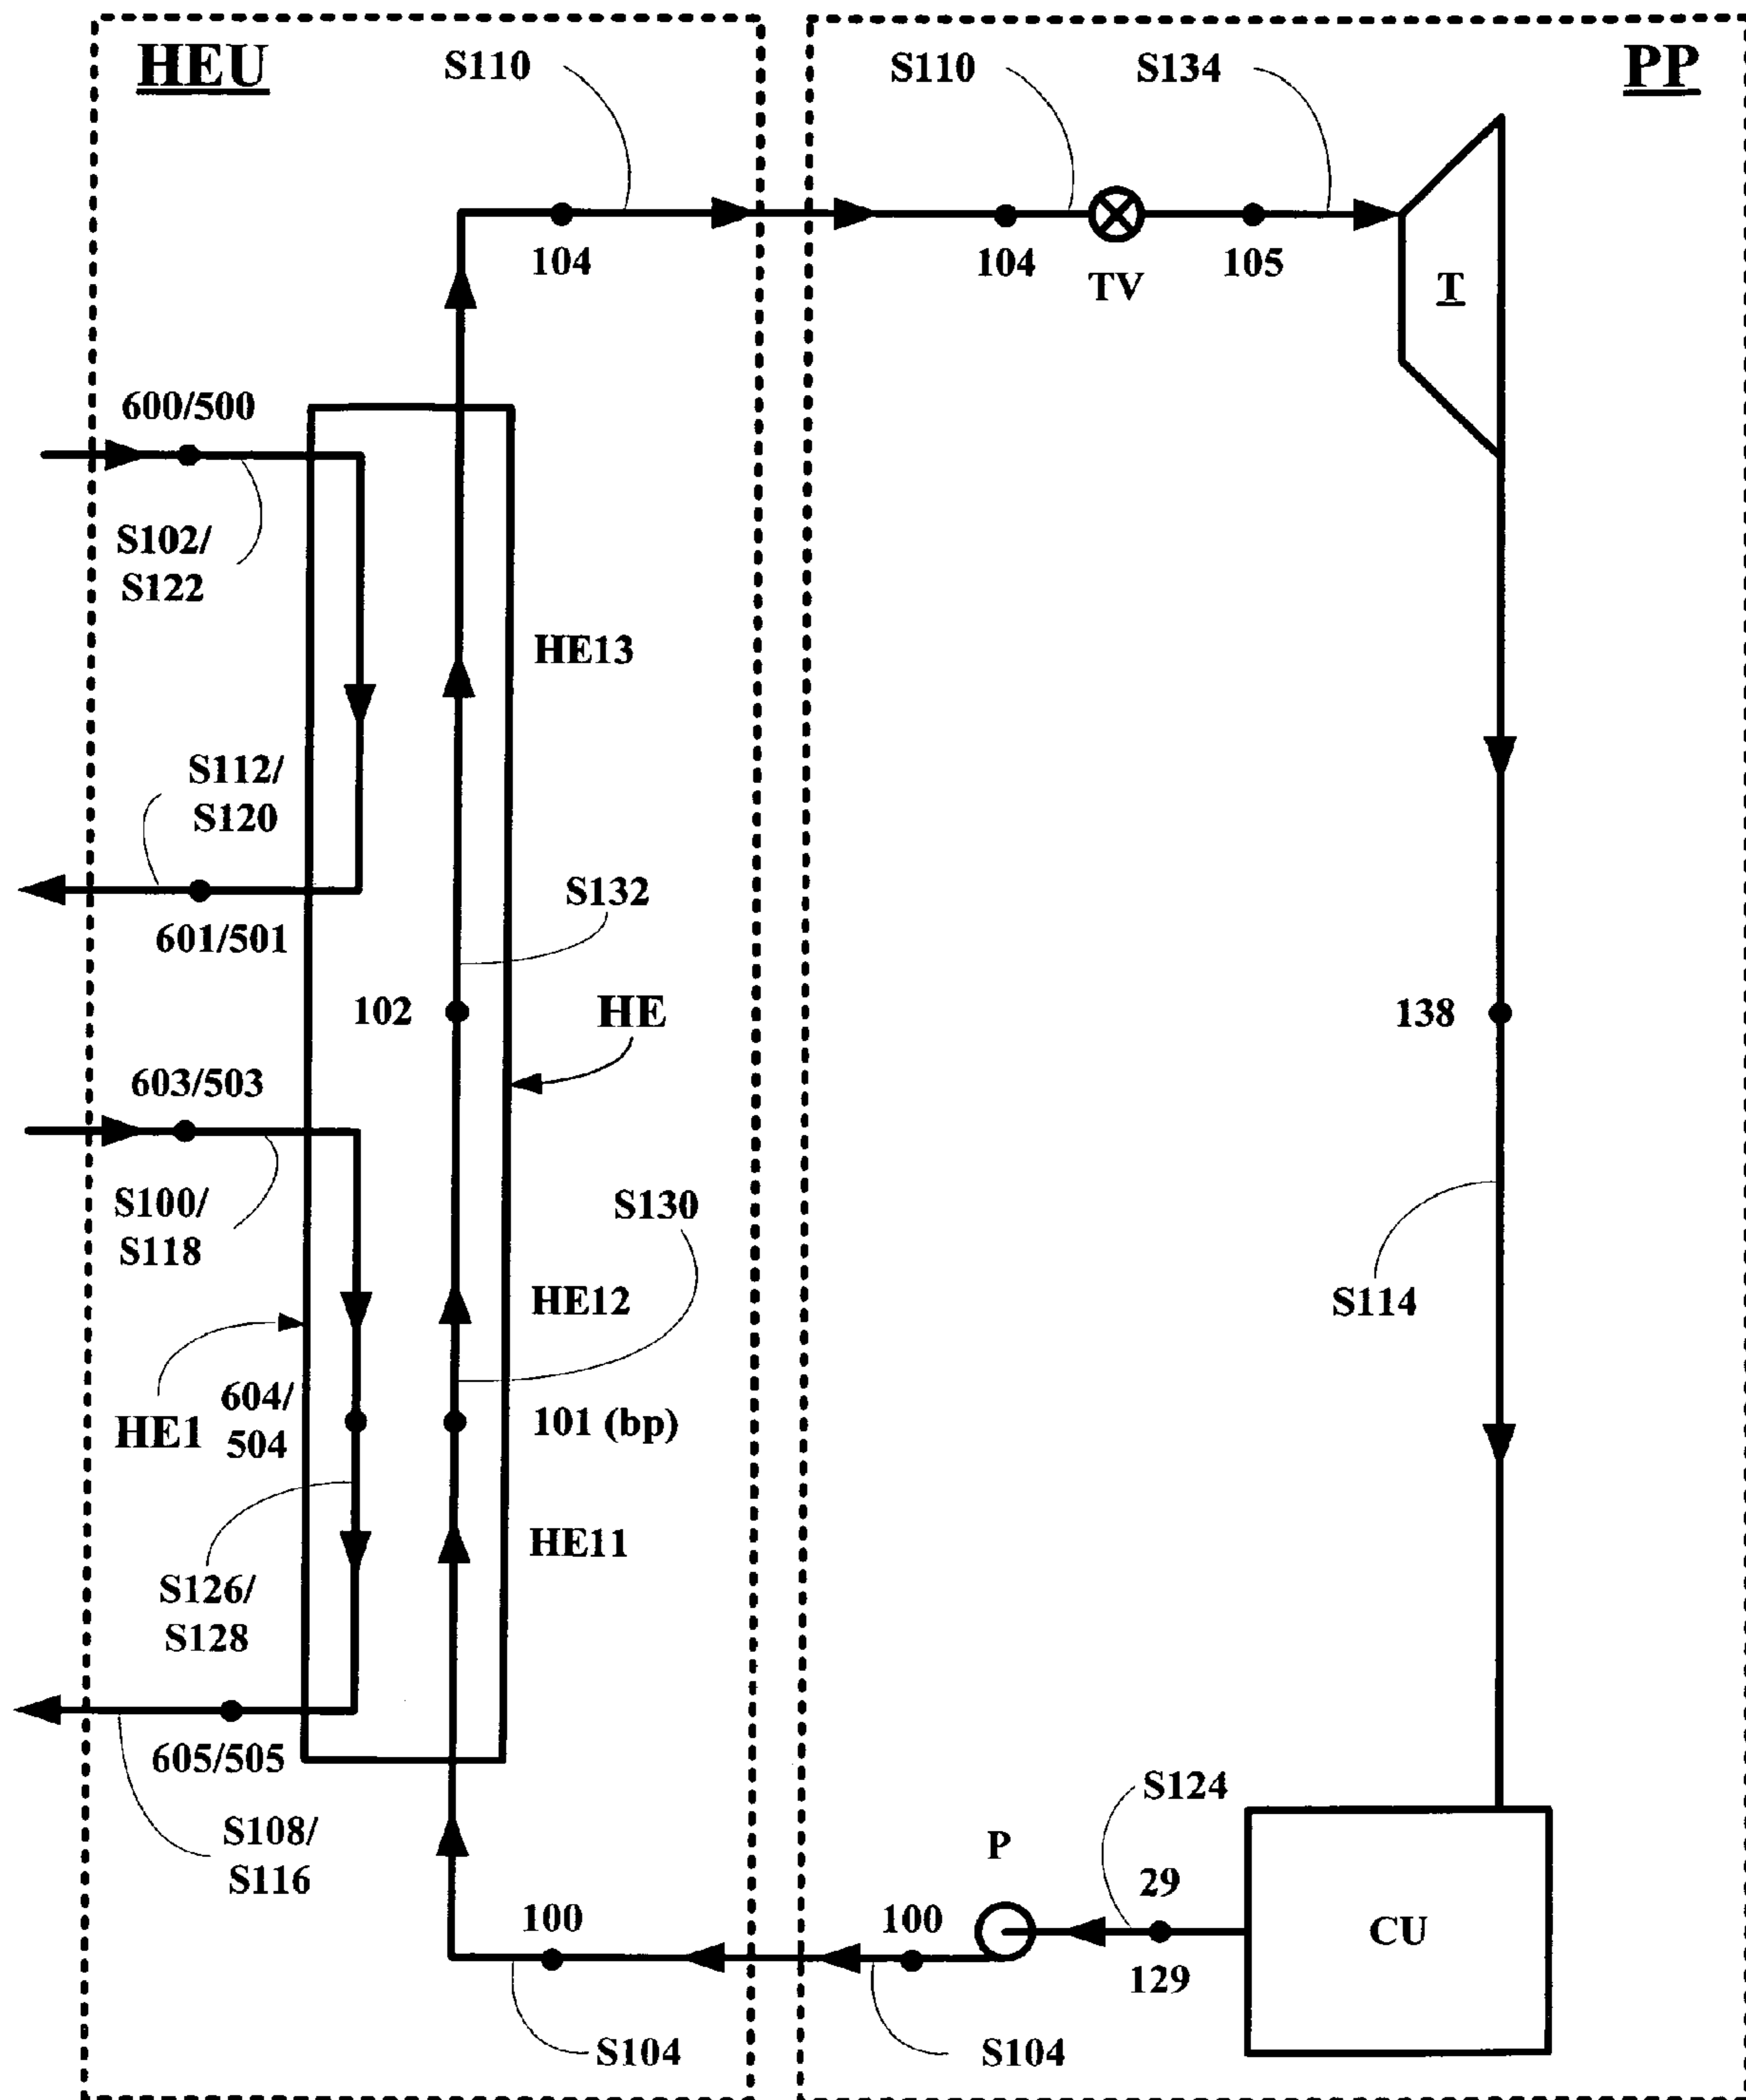 HEU
S110
S110
S134
PP
104
104
TV
105
T
600/500
S102/
S122
HE13
S112/
S120
601/501
S132
102
HE
138
603/503
S100/
S118
S130
HE12
S114
604/
504
HE1
101 (bp)
HE11
S126/
S128
605/505
S108/
S116
S124
P
29
100
100
CU
129
S104
S104